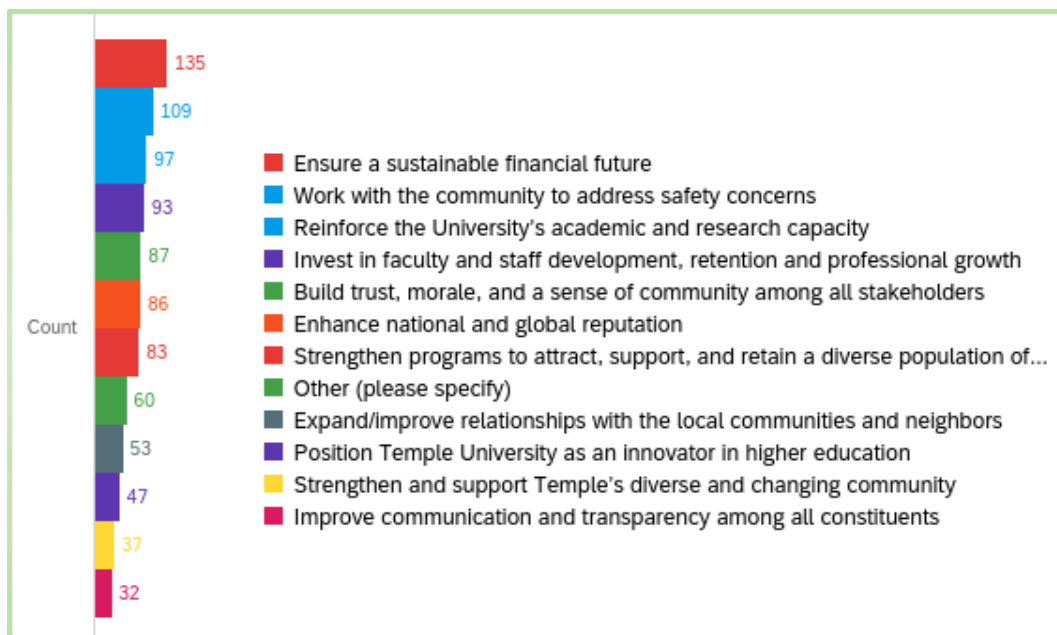 135
109
97
Ensure a sustainable financial future
Work with the community to address safety concerns
Reinforce the University's academic and research capacity
93
Invest in faculty and staff development, retention and professional growth
87
Build trust, morale, and a sense of community among all stakeholders
86
Enhance national and global reputation
Count
83
Strengthen programs to attract, support, and retain a diverse population of...
60
Other (please specify)
53
Expand/improve relationships with the local communities and neighbors
47
Position Temple University as an innovator in higher education
Strengthen and support Temple's diverse and changing community
Improve communication and transparency among all constituents
37
32